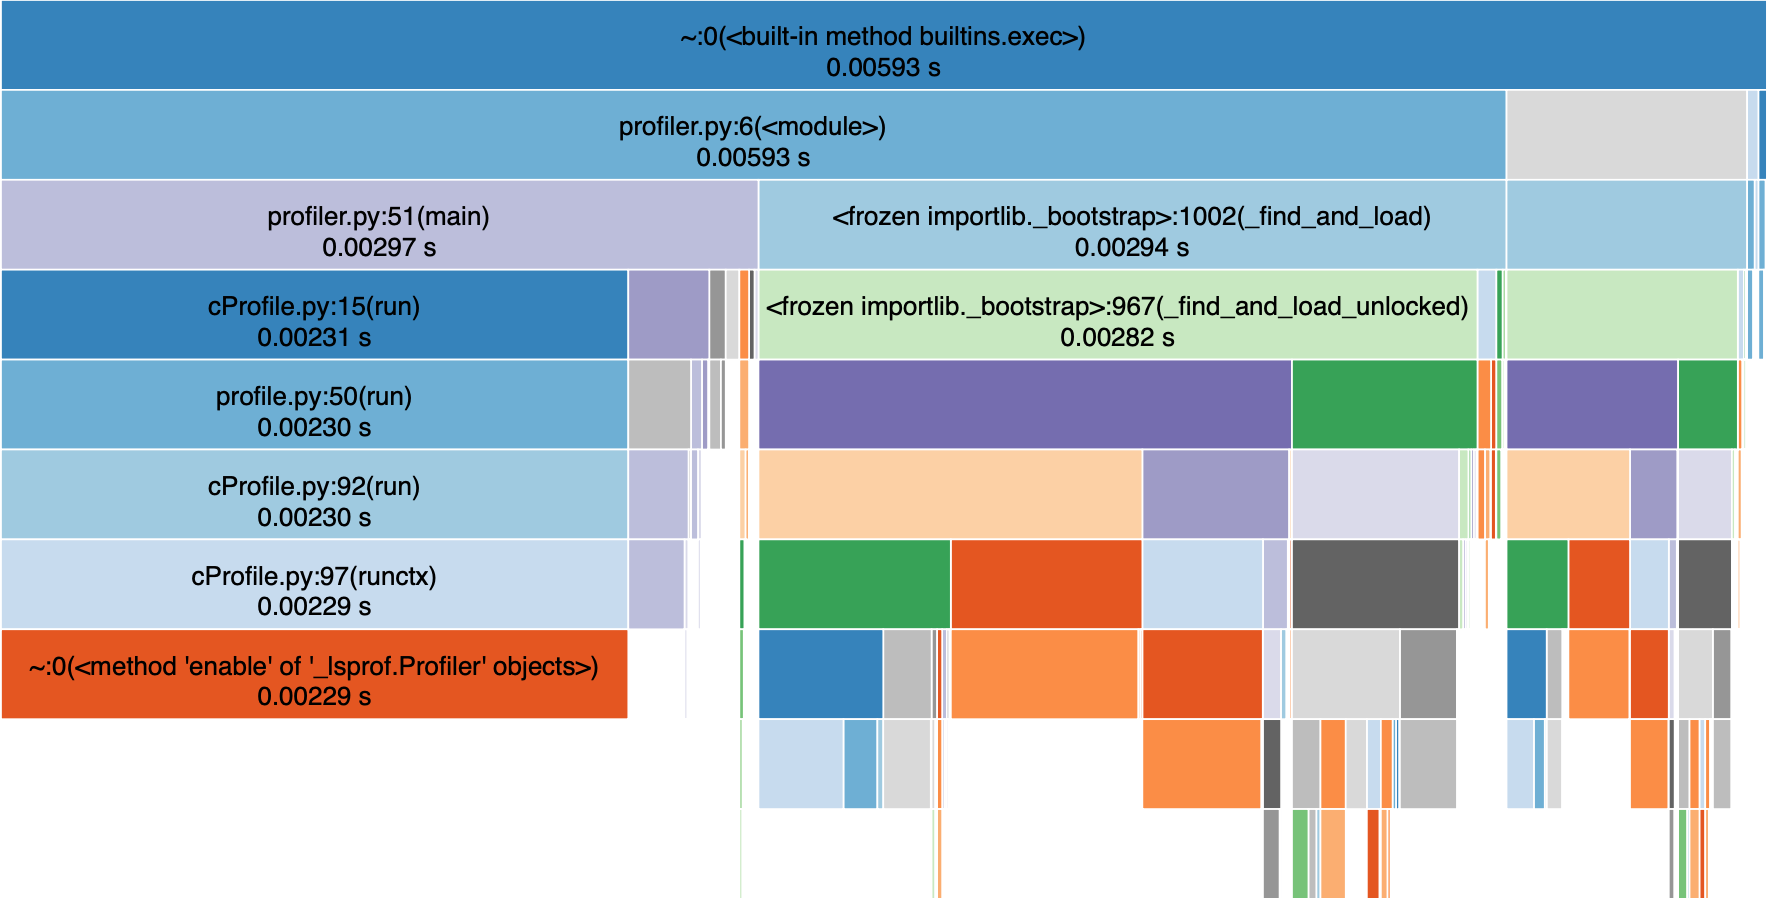 ~:0(<built-in method builtins.exec>)
0.00593 s
profiler.py:6(<module>)
0.00593 s
profiler.py:51(main)
0.00297 s
<frozen importlib._bootstrap>:1002(_find_and_load)
0.00294 s
cProfile.py:15(run)
0.00231 s
<frozen importlib._bootstrap>:967(_find_and_load_unlocked)
0.00282 s
profile.py:50(run)
0.00230 s
cProfile.py:92(run)
0.00230 s
cProfile.py:97(runctx)
0.00229 s
~:0(<method 'enable' of '_lsprof.Profiler' objects>)
0.00229 s